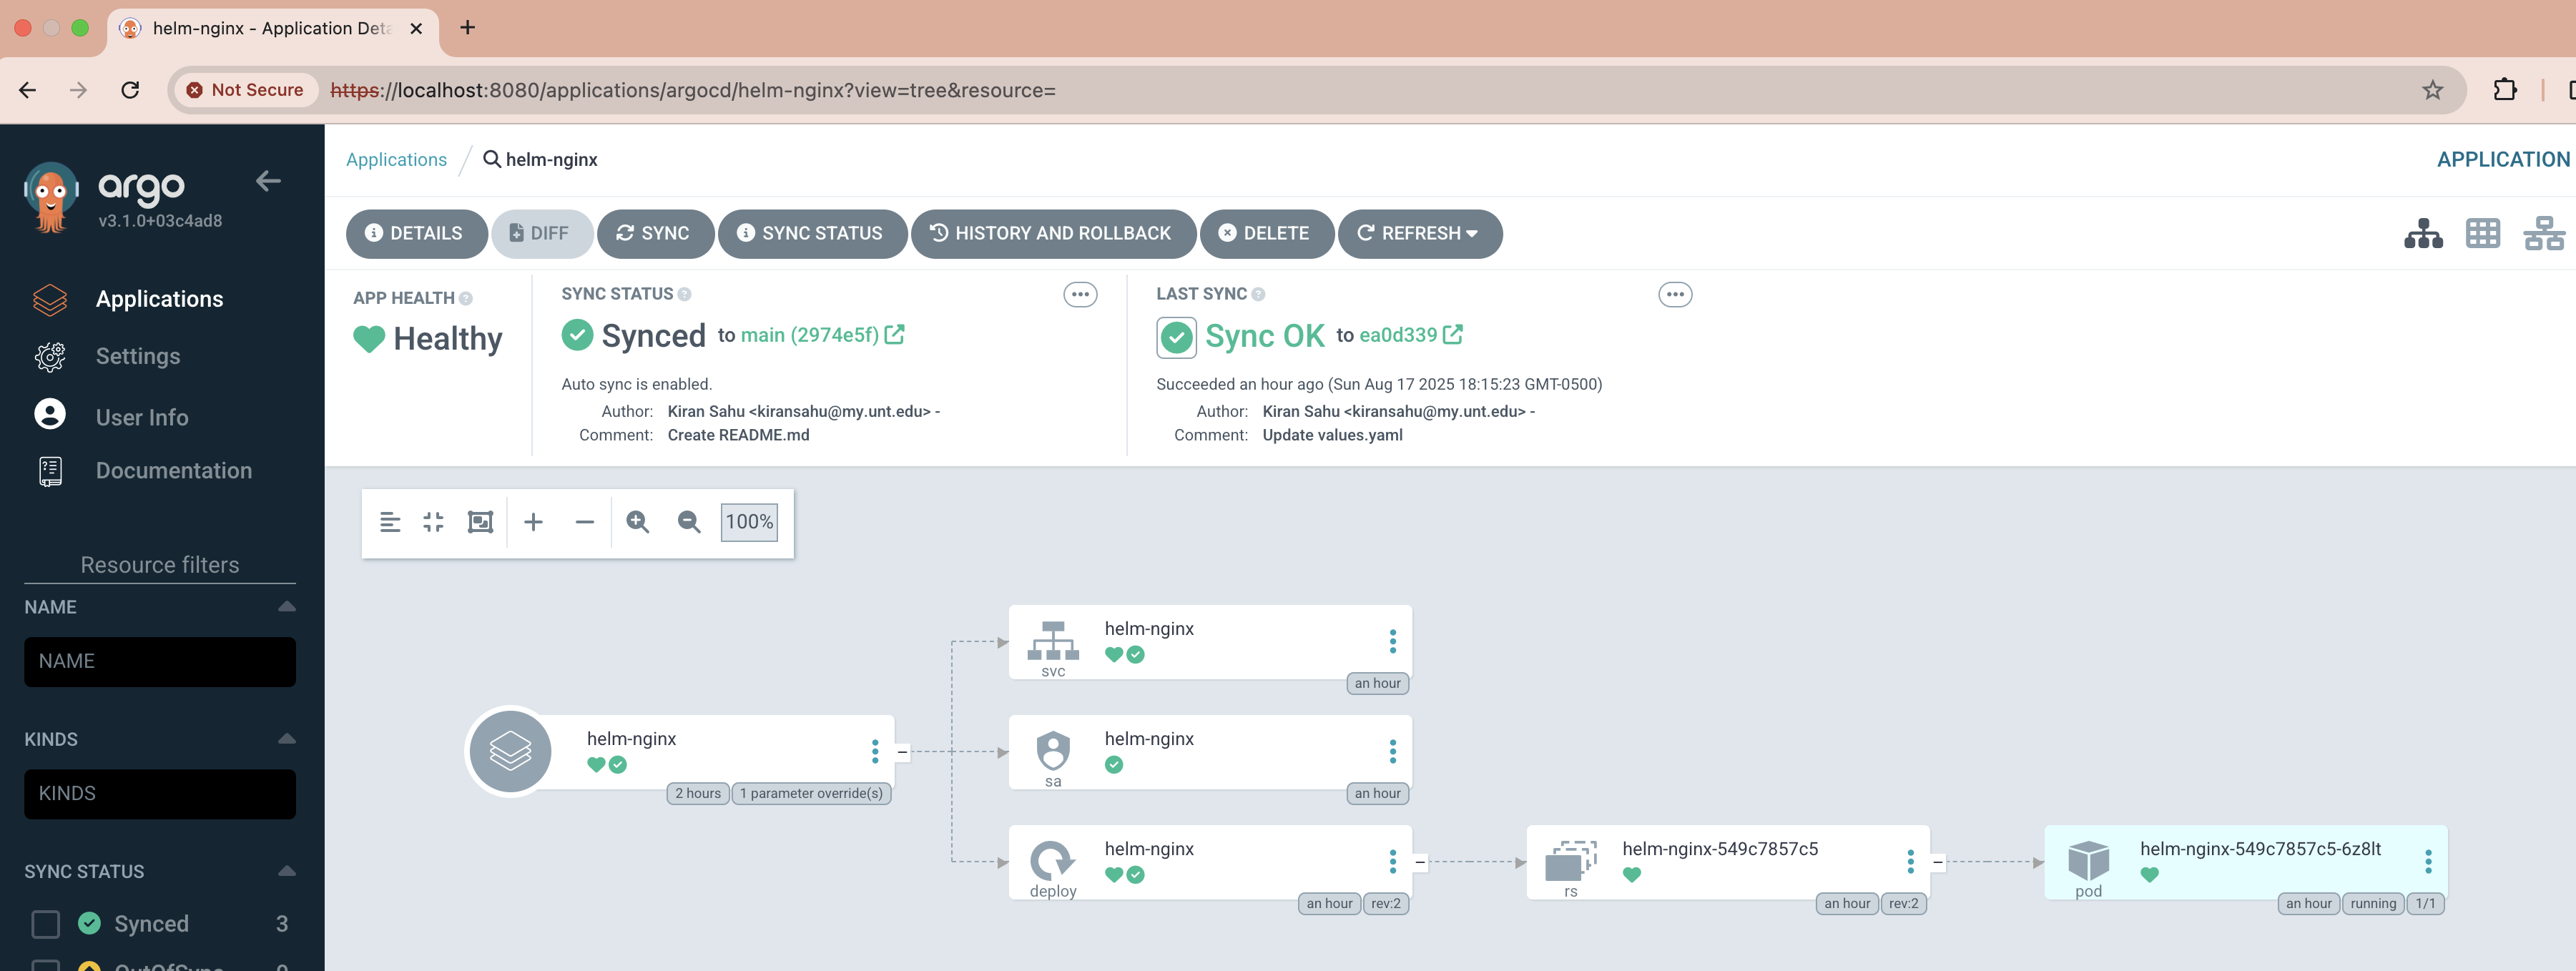 helm-nginx - Application Deta
Not Secure
https://localhost:8080/applications/argocd/helm-nginx?view=tree&resource=
argo
v3.1.0+03c4ad8
Applications
Settings
User Info
Documentation
Resource filters
NAME
NAME
KINDS
KINDS
SYNC STATUS
Synced 3
OutOfSync 0
Applications / helm-nginx
APPLICATION
DETAILS DIFF SYNC SYNC STATUS HISTORY AND ROLLBACK DELETE REFRESH
APP HEALTH
Healthy
SYNC STATUS
Synced to main (2974e5f)
Auto sync is enabled.
Author: Kiran Sahu <kiransahu@my.unt.edu> -
Comment: Create README.md
LAST SYNC
Sync OK to ea0d339
Succeeded an hour ago (Sun Aug 17 2025 18:15:23 GMT-0500)
Author: Kiran Sahu <kiransahu@my.unt.edu> -
Comment: Update values.yaml
100%
helm-nginx
2 hours 1 parameter override(s)
helm-nginx
svc
an hour
helm-nginx
sa
an hour
helm-nginx
deploy
an hour rev:2
helm-nginx-549c7857c5
rs
an hour rev:2
helm-nginx-549c7857c5-6z8lt
pod
an hour running 1/1